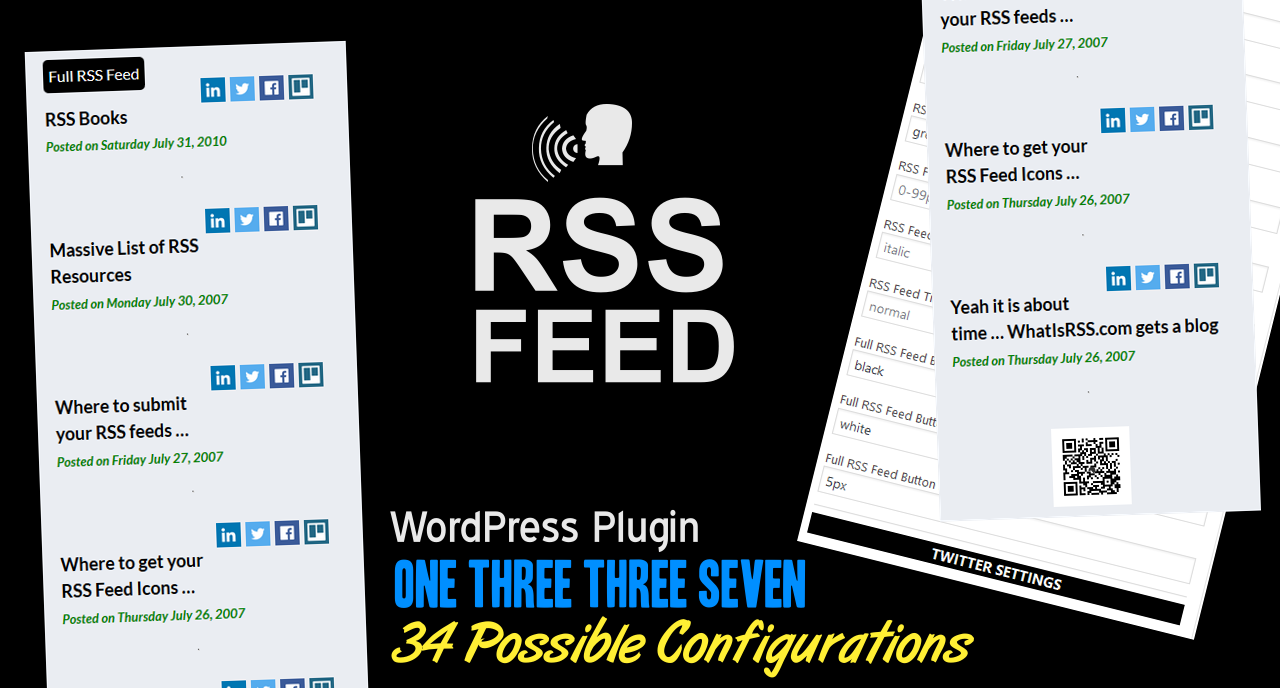 Full RSS Feed
RSS Books
Posted on Saturday July 31, 2010
Massive List of RSS
Resources
Posted on Monday July 30, 2007
Where to submit
your RSS feeds ...
Posted on Friday July 27, 2007
Where to get your
RSS Feed Icons ...
Posted on Thursday July 26, 2007
RSS
FEED
WordPress Plugin
ONE THREE THREE SEVEN
34 Possible Configurations
RSS Feed
italic
RSS Feed
normal
Full RSS Feed
black
Full RSS Feed
white
Full RSS Feed Button
5px
TWITTER SETTINGS
your RSS feeds ...
Posted on Friday July 27, 2007
Where to get your
RSS Feed Icons ...
Posted on Thursday July 26, 2007
Yeah it is about
time ... WhatIsRSS.com gets a blog
Posted on Thursday July 26, 2007